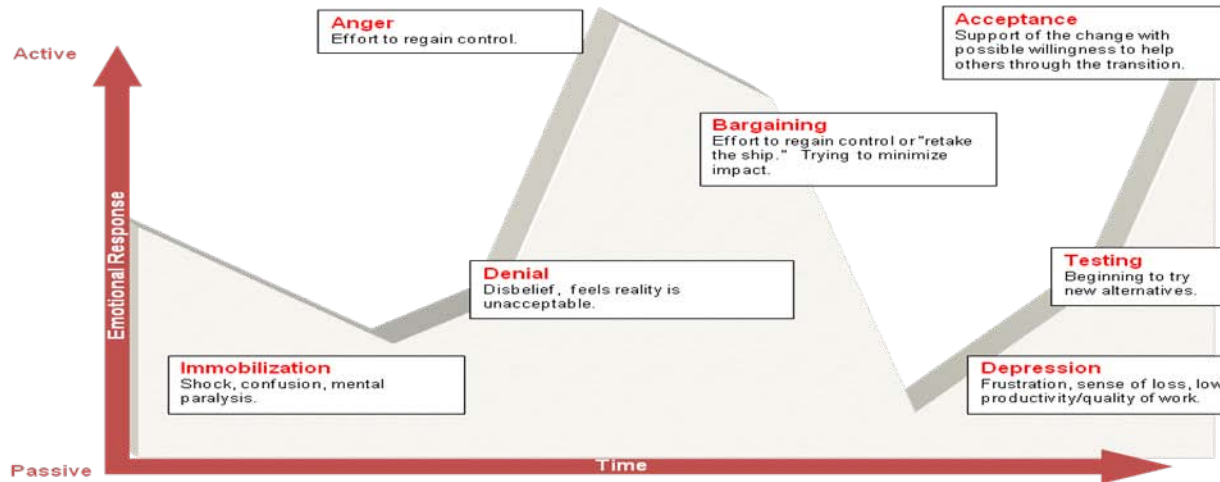 Active
Emotional Response
Passive
Time
Immobilization
Shock, confusion, mental
paralysis.
Denial
Disbelief, feels reality is
unacceptable.
Anger
Effort to regain control.
Bargaining
Effort to regain control or "retake
the ship." Trying to minimize
impact.
Depression
Frustration, sense of loss, low
productivity/quality of work.
Testing
Beginning to try
new alternatives.
Acceptance
Support of the change with
possible willingness to help
others through the transition.